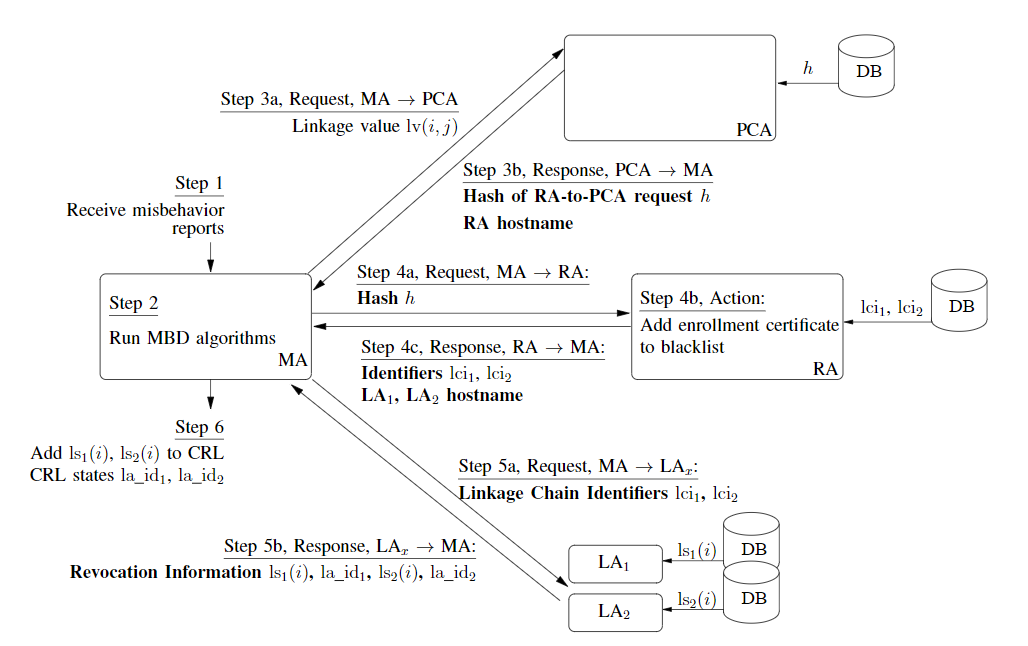 h
DB
PCA
Step 3a, Request, MA → PCA
Linkage value lv(i, j)
Step 3b, Response, PCA → MA
Hash of RA-to-PCA request h
RA hostname
Step 1
Receive misbehavior
reports
Step 2
Run MBD algorithms
MA
Step 4a, Request, MA → RA:
Hash h
Step 4b, Action:
Add enrollment certificate
to blacklist
RA
lci₁, lci₂
DB
Step 4c, Response, RA → MA:
Identifiers lci₁, lci₂
LA₁, LA₂ hostname
Step 6
Add ls₁(i), ls₂(i) to CRL
CRL states la_id₁, la_id₂
Step 5a, Request, MA → LAₓ:
Linkage Chain Identifiers lci₁, lci₂
Step 5b, Response, LAₓ → MA:
Revocation Information ls₁(i), la_id₁, ls₂(i), la_id₂
LA₁
ls₁(i)
DB
LA₂
ls₂(i)
DB